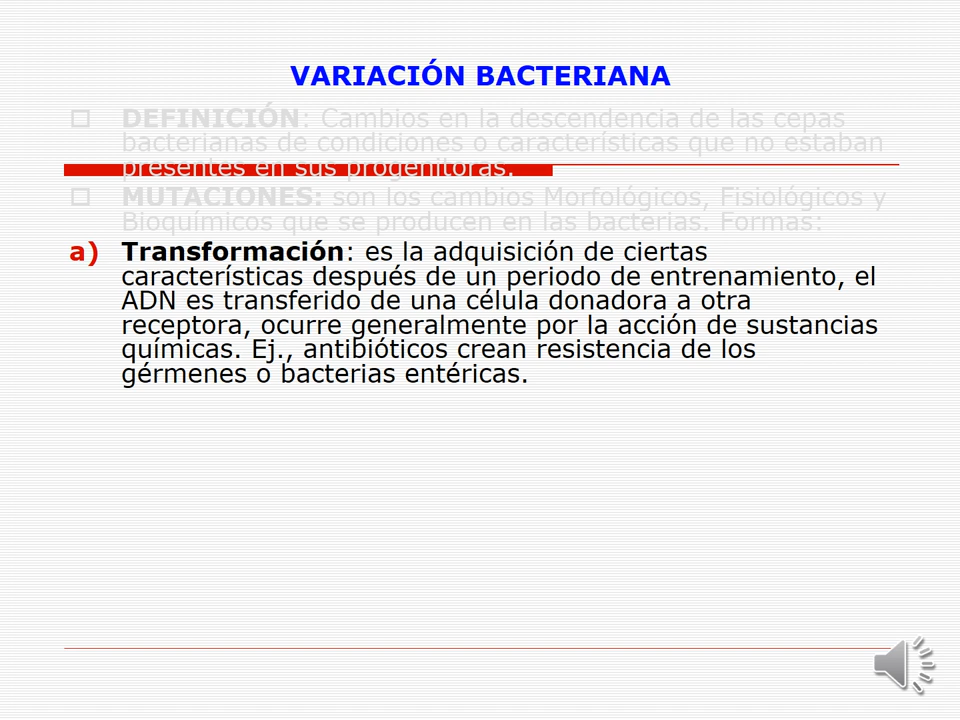 VARIACIÓN BACTERIANA
DEFINICIÓN: Cambios en la descendencia de las cepas
bacterianas de condiciones o características que no estaban
presentes en sus progenitoras.
MUTACIONES: son los cambios Morfológicos, Fisiológicos y
Bioquímicos que se producen en las bacterias. Formas:
a) Transformación: es la adquisición de ciertas
características después de un periodo de entrenamiento, el
ADN es transferido de una célula donadora a otra
receptora, ocurre generalmente por la acción de sustancias
químicas. Ej., antibióticos crean resistencia de los
gérmenes o bacterias entéricas.